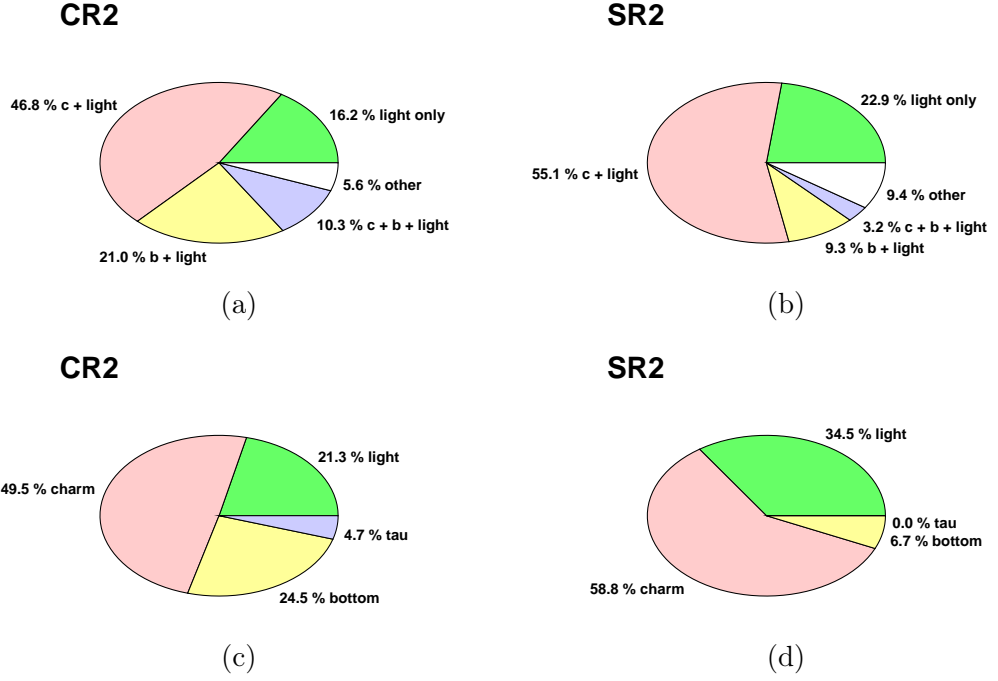 CR2
46.8 % c + light
16.2 % light only
5.6 % other
10.3 % c + b + light
21.0 % b + light
(a)
SR2
22.9 % light only
55.1 % c + light
9.4 % other
3.2 % c + b + light
9.3 % b + light
(b)
CR2
21.3 % light
49.5 % charm
4.7 % tau
24.5 % bottom
(c)
SR2
34.5 % light
0.0 % tau
6.7 % bottom
58.8 % charm
(d)